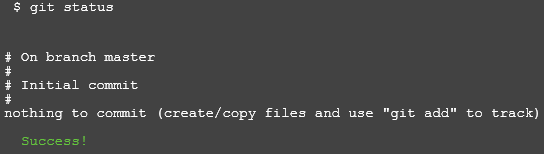 $ git status
# On branch master
#
# Initial commit
#
nothing to commit (create/copy files and use "git add" to track)
Success!